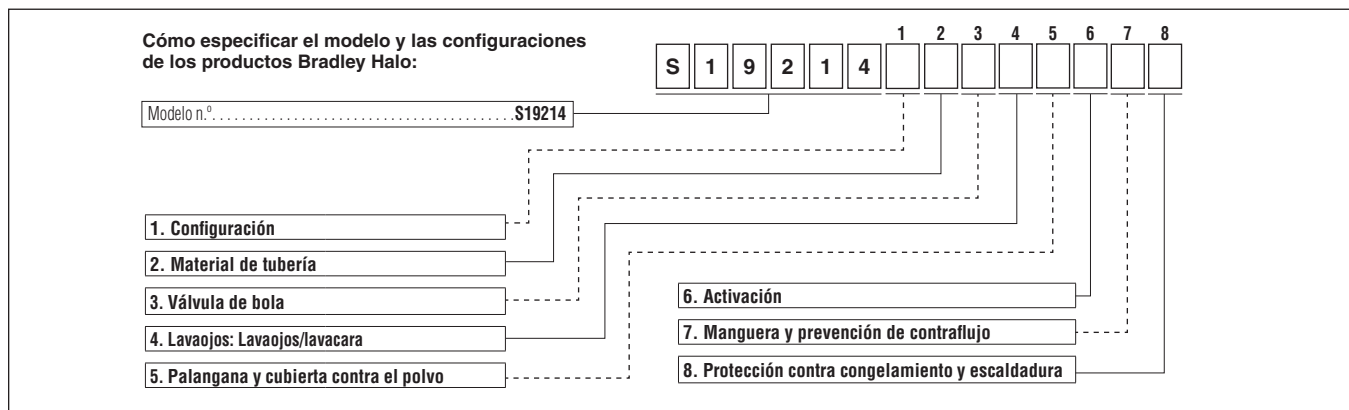 Cómo especificar el modelo y las configuraciones
de los productos Bradley Halo:
1 2 3 4 5 6 7 8
S 1 9 2 1 4
Modelo n.º. . . . . . . . . . . . . . . . . . . . . . . . . . . . . . . . . . . . . . . . .S19214
1. Configuración
2. Material de tubería
3. Válvula de bola
4. Lavaojos: Lavaojos/lavacara
5. Palangana y cubierta contra el polvo
6. Activación
7. Manguera y prevención de contraflujo
8. Protección contra congelamiento y escaldadura